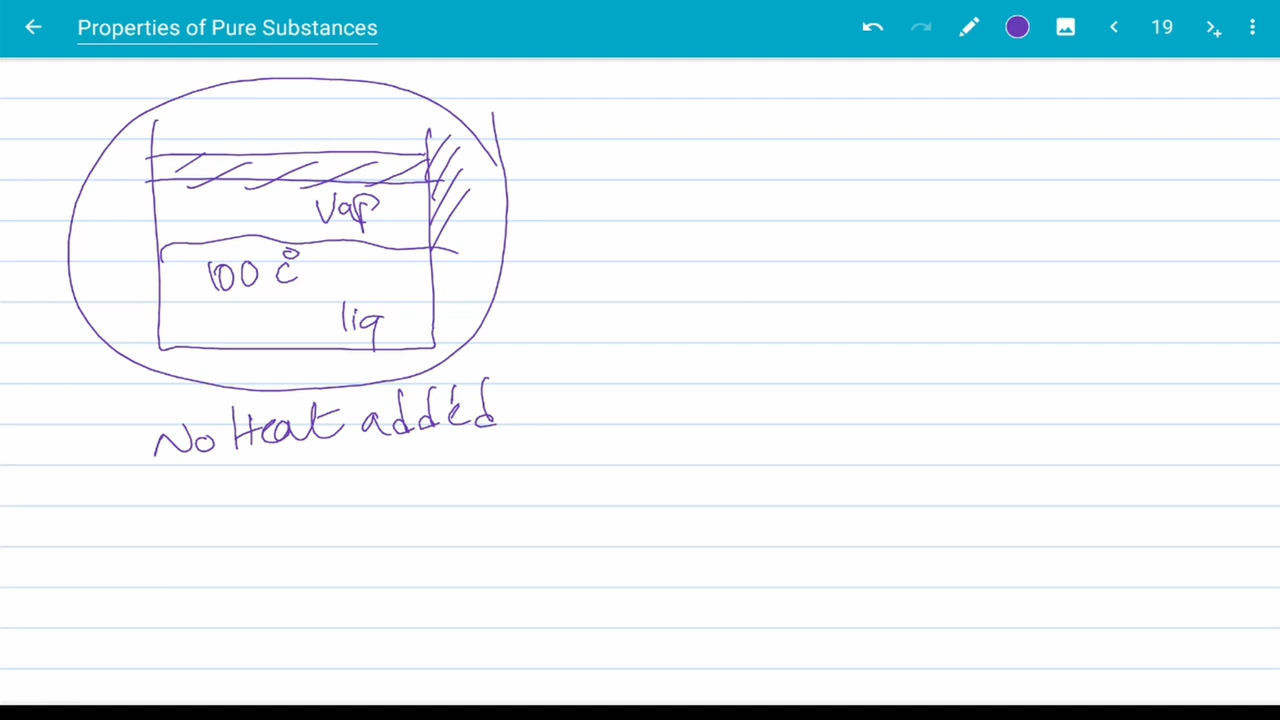 Properties of Pure Substances
19
Vap
100 °C
liq
No Heat added